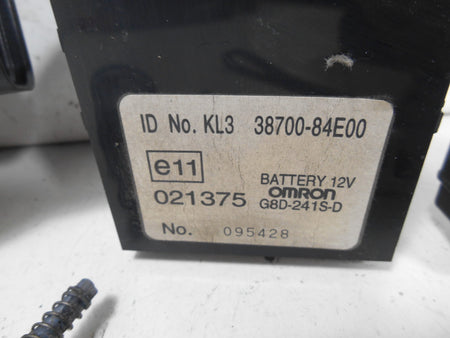 ID No. KL3 38700-84E00
e11
BATTERY 12V
OMRON
021375
G8D-241S-D
No. 095428